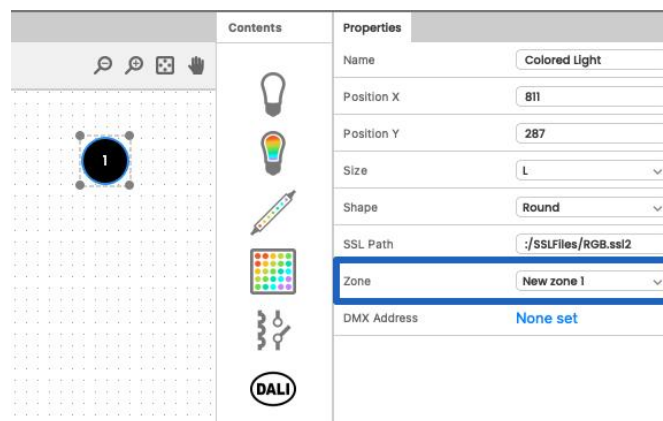 Contents
Properties
Name
Colored Light
Position X
811
Position Y
287
1
Size
L
Shape
Round
SSL Path
:/SSLFiles/RGB.ssl2
Zone
New zone 1
DMX Address
None set
DALI